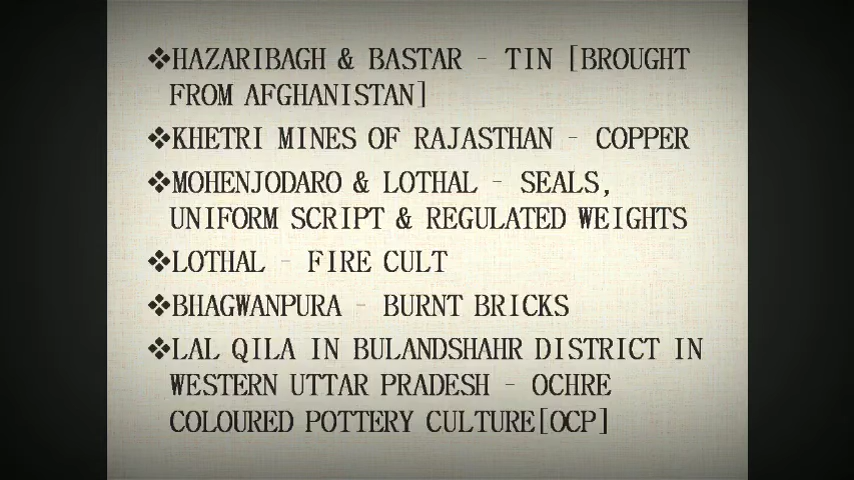 ❖HAZARIBAGH & BASTAR - TIN [BROUGHT
FROM AFGHANISTAN]
❖KHETRI MINES OF RAJASTHAN - COPPER
❖MOHENJODARO & LOTHAL - SEALS,
UNIFORM SCRIPT & REGULATED WEIGHTS
❖LOTHAL - FIRE CULT
❖BHAGWANPURA - BURNT BRICKS
❖LAL QILA IN BULANDSHAHR DISTRICT IN
WESTERN UTTAR PRADESH - OCHRE
COLOURED POTTERY CULTURE[OCP]